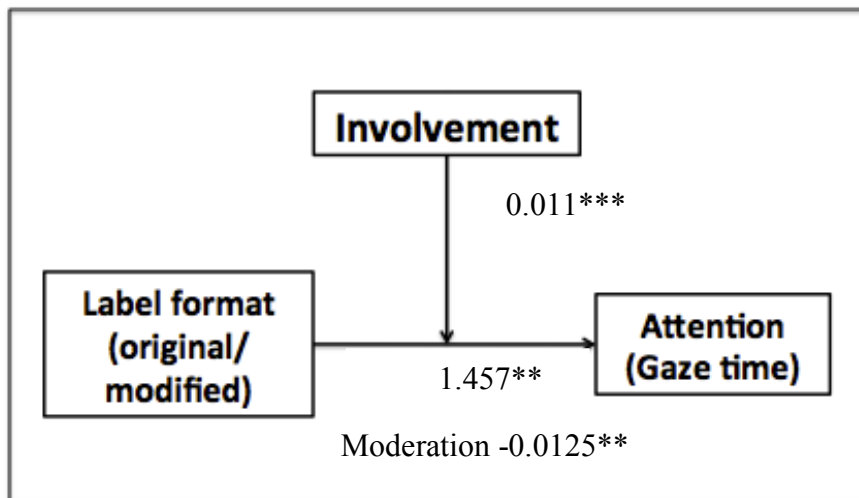 Involvement
0.011***
Label format
(original/
modified)
Attention
(Gaze time)
1.457**
Moderation -0.0125**